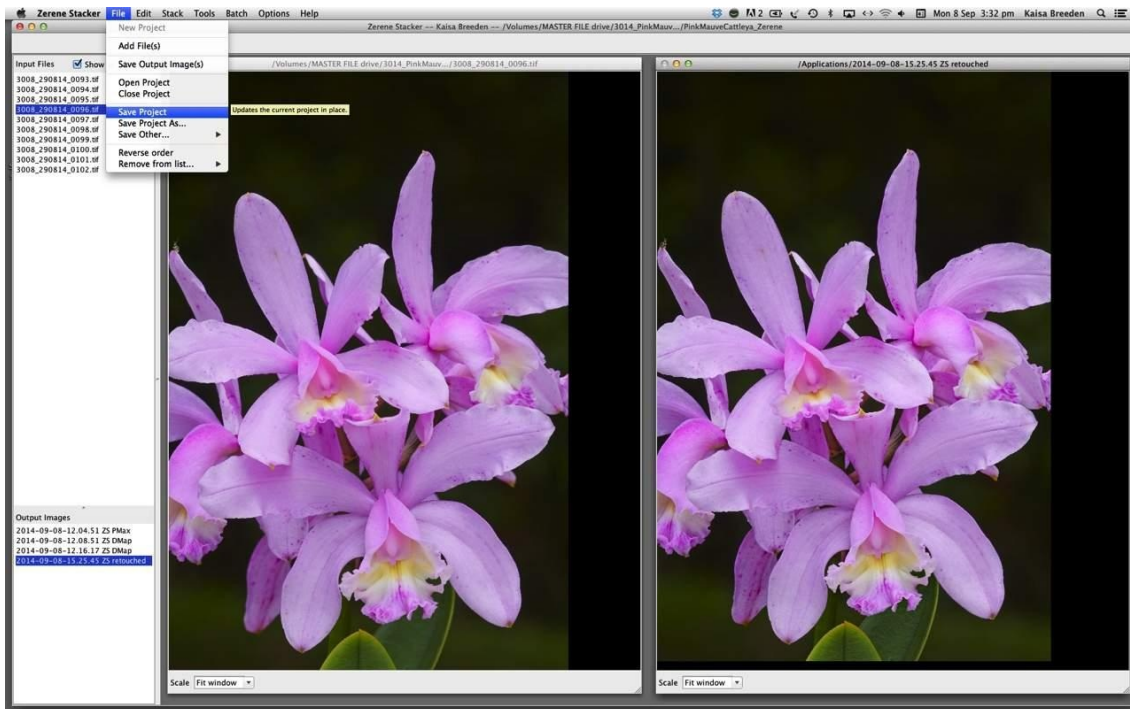 Zerene Stacker File Edit Stack Tools Batch Options Help
2 Mon 8 Sep 3:32 pm Kaisa Breeden
Zerene Stacker -- Kaisa Breeden -- /Volumes/MASTER FILE drive/3014_PinkMauv.../PinkMauveCattleya_Zerene
New Project
Add File(s)
Save Output Image(s)
Open Project
Close Project
Save Project
Save Project As...
Save Other...
Reverse order
Remove from list...
Updates the current project in place.
Input Files Show
3008_290814_0093.tif
3008_290814_0094.tif
3008_290814_0095.tif
3008_290814_0096.tif
3008_290814_0097.tif
3008_290814_0098.tif
3008_290814_0099.tif
3008_290814_0100.tif
3008_290814_0101.tif
3008_290814_0102.tif
/Volumes/MASTER FILE drive/3014_PinkMauv.../3008_290814_0096.tif
/Applications/2014-09-08-15.25.45 ZS retouched
Output Images
2014-09-08-12.04.51 ZS PMax
2014-09-08-12.08.51 ZS DMap
2014-09-08-12.16.17 ZS DMap
2014-09-08-15.25.45 ZS retouched
Scale Fit window
Scale Fit window